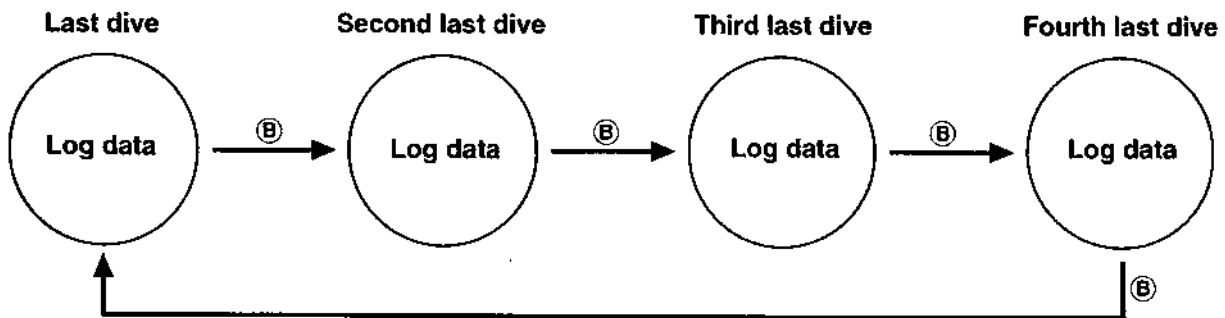 Last dive Second last dive Third last dive Fourth last dive
Log data Ⓑ Log data Ⓑ Log data Ⓑ Log data
Ⓑ